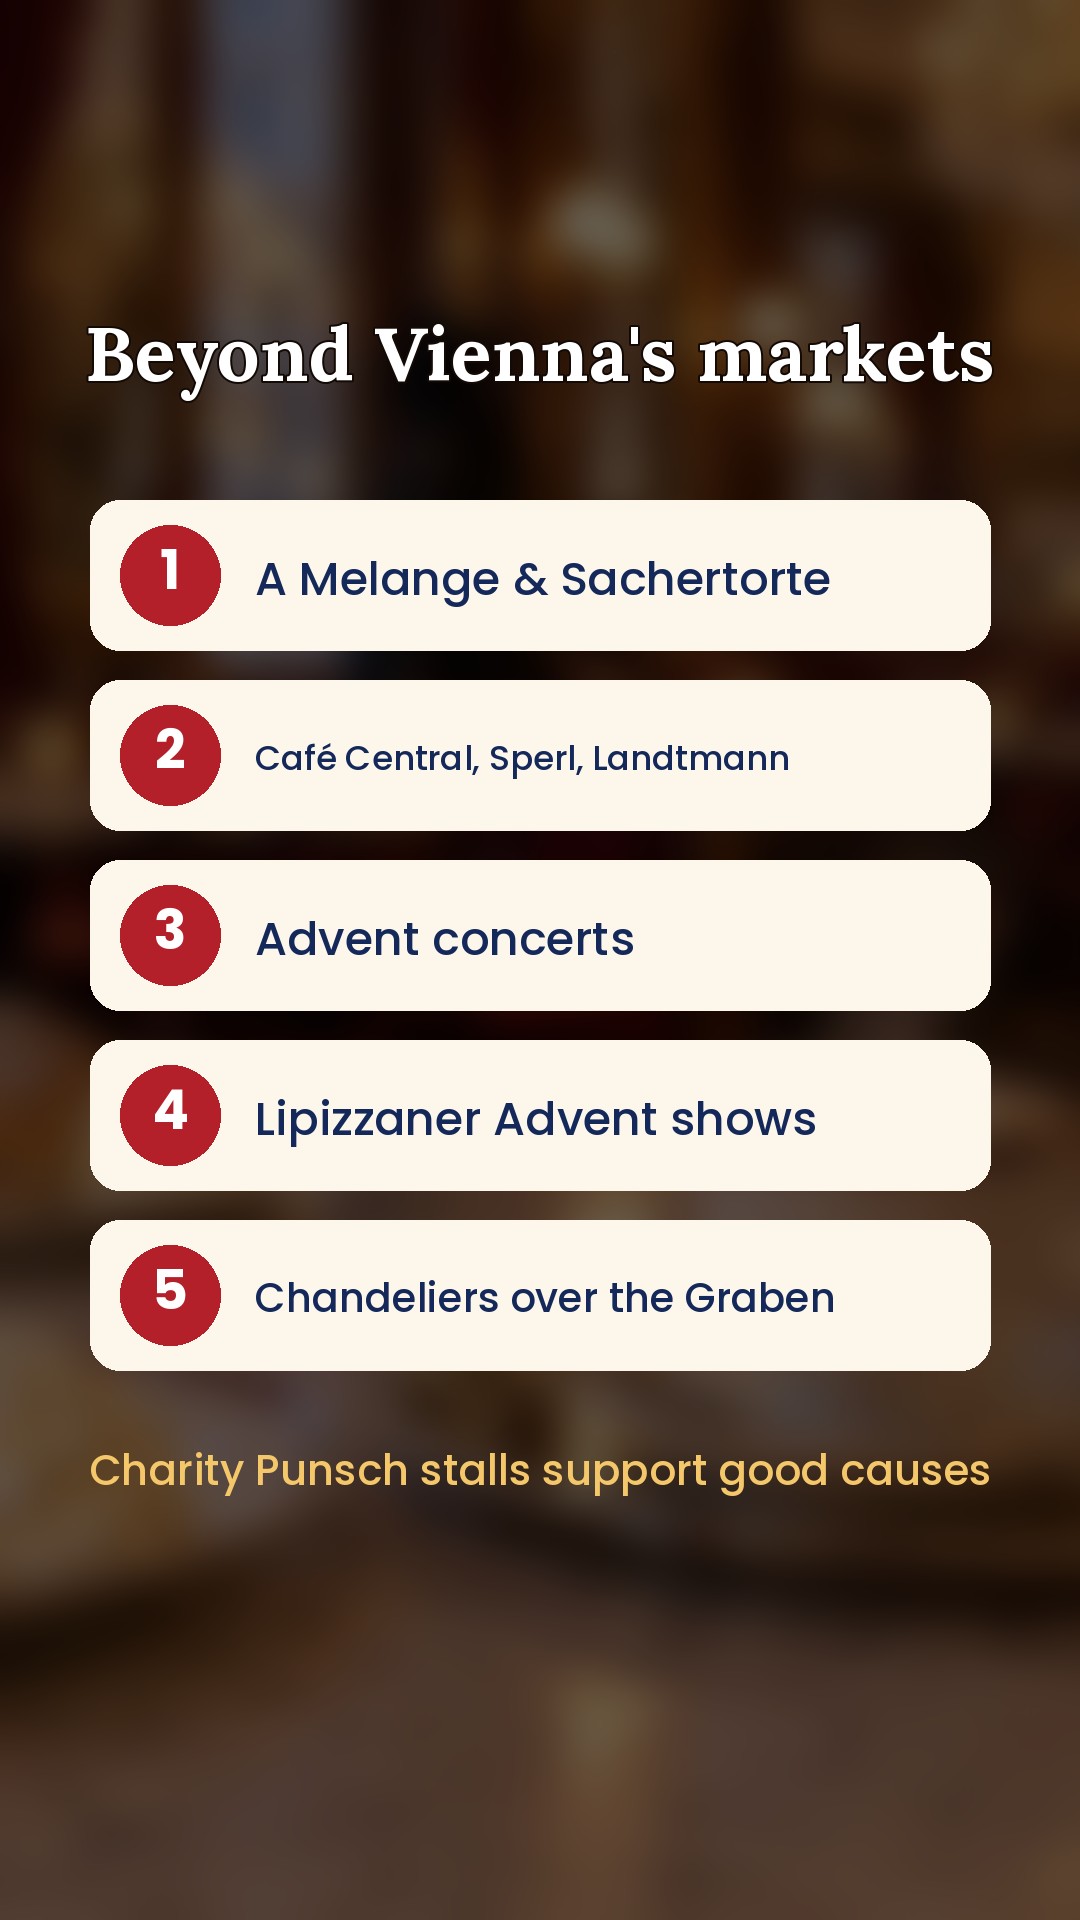 Beyond Vienna's markets
1 A Melange & Sachertorte
2 Café Central, Sperl, Landtmann
3 Advent concerts
4 Lipizzaner Advent shows
5 Chandeliers over the Graben
Charity Punsch stalls support good causes